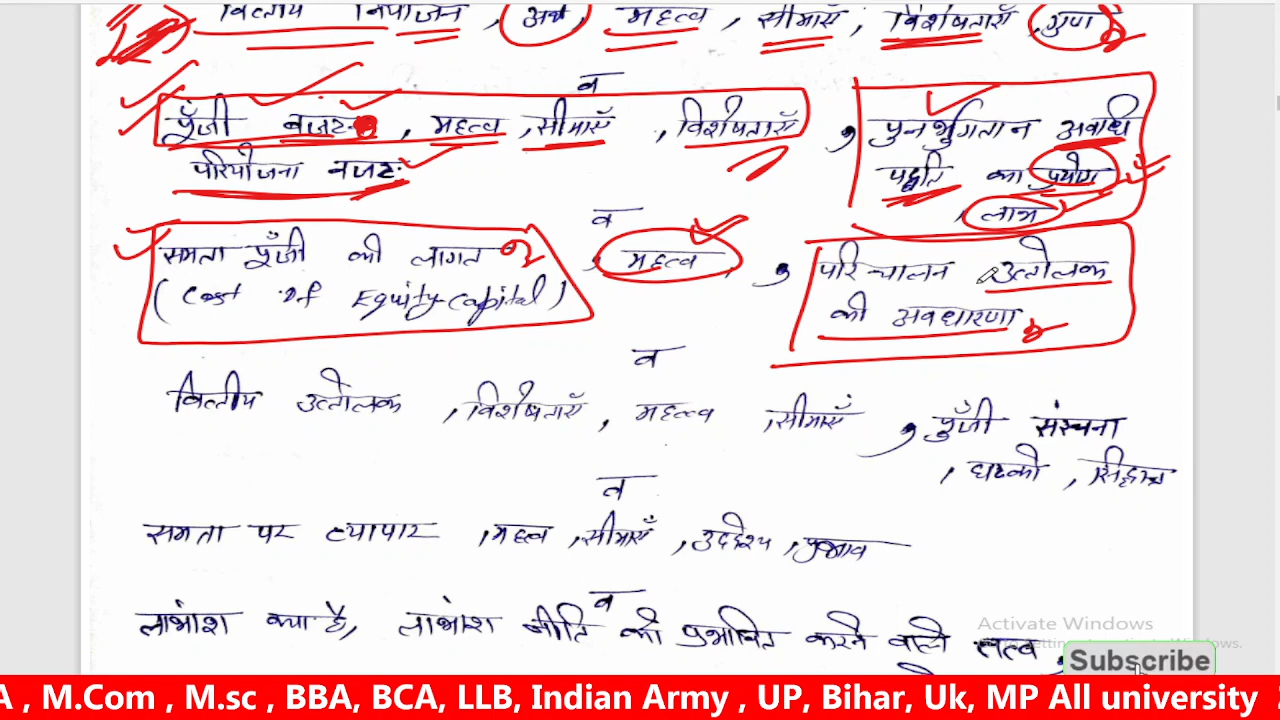 वित्तीय नियोजन, अर्थ, महत्व, सीमाएँ, विशेषताएँ, गुण
व
पूँजी बजट, महत्व, सीमाएँ, विशेषताएँ, पुनर्भुगतान अवधि
परियोजना बजट पद्धति का प्रयोग
व , लाभ
समता पूँजी की लागत, महत्व, परिचालन उत्तोलक
(Cost of Equity Capital) की अवधारणा
व
वित्तीय उत्तोलक, विशेषताएँ, महत्व, सीमाएँ, पूँजी संरचना
, घटको, सिद्धान्त
व
समता पर व्यापार, महत्व, सीमाएँ, उद्देश्य, प्रभाव
व
लाभांश क्या है, लाभांश नीति को प्रभावित करने वाले तत्व,
Activate Windows
Subscribe
A , M.Com , M.sc , BBA, BCA, LLB, Indian Army , UP, Bihar, Uk, MP All university